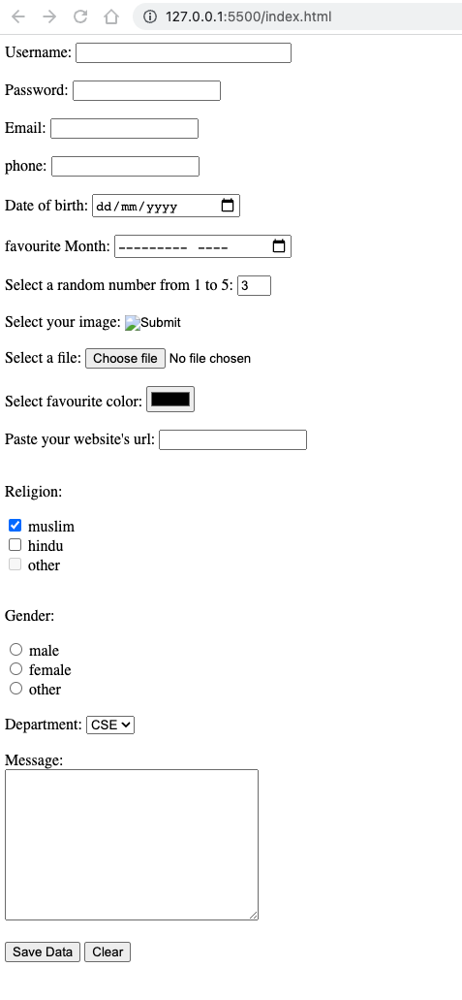 127.0.0.1:5500/index.html
Username:
Password:
Email:
phone:
Date of birth: dd/mm/yyyy
favourite Month: --------- ----
Select a random number from 1 to 5: 3
Select your image: Submit
Select a file: Choose file No file chosen
Select favourite color:
Paste your website's url:
Religion:
muslim
hindu
other
Gender:
male
female
other
Department: CSE
Message:
Save Data Clear